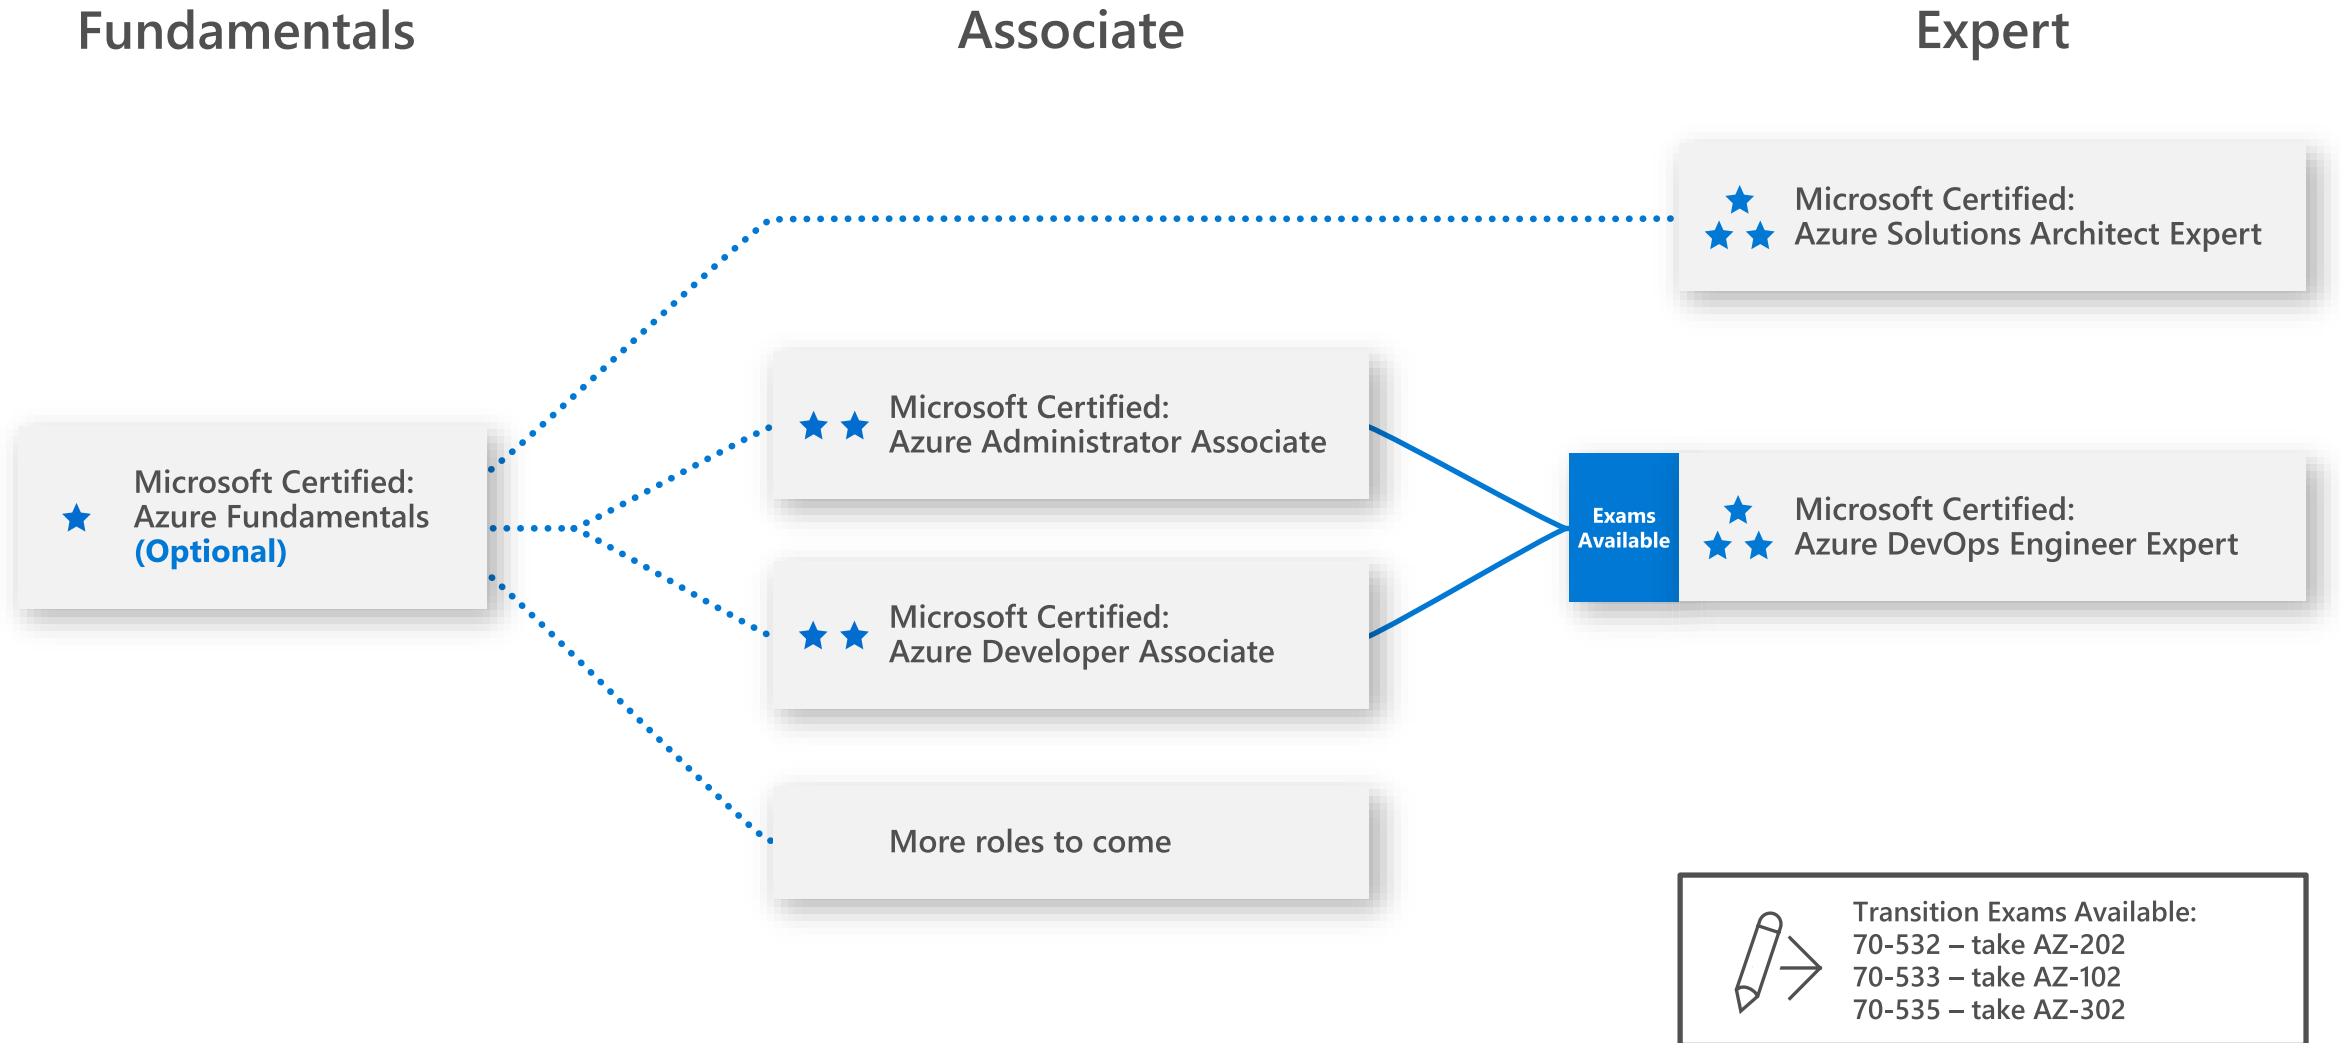 Fundamentals
Associate
Expert
Microsoft Certified:
Azure Solutions Architect Expert
Microsoft Certified:
Azure Administrator Associate
Microsoft Certified:
Azure Fundamentals
(Optional)
Exams
Available
Microsoft Certified:
Azure DevOps Engineer Expert
Microsoft Certified:
Azure Developer Associate
More roles to come
Transition Exams Available:
70-532 – take AZ-202
70-533 – take AZ-102
70-535 – take AZ-302